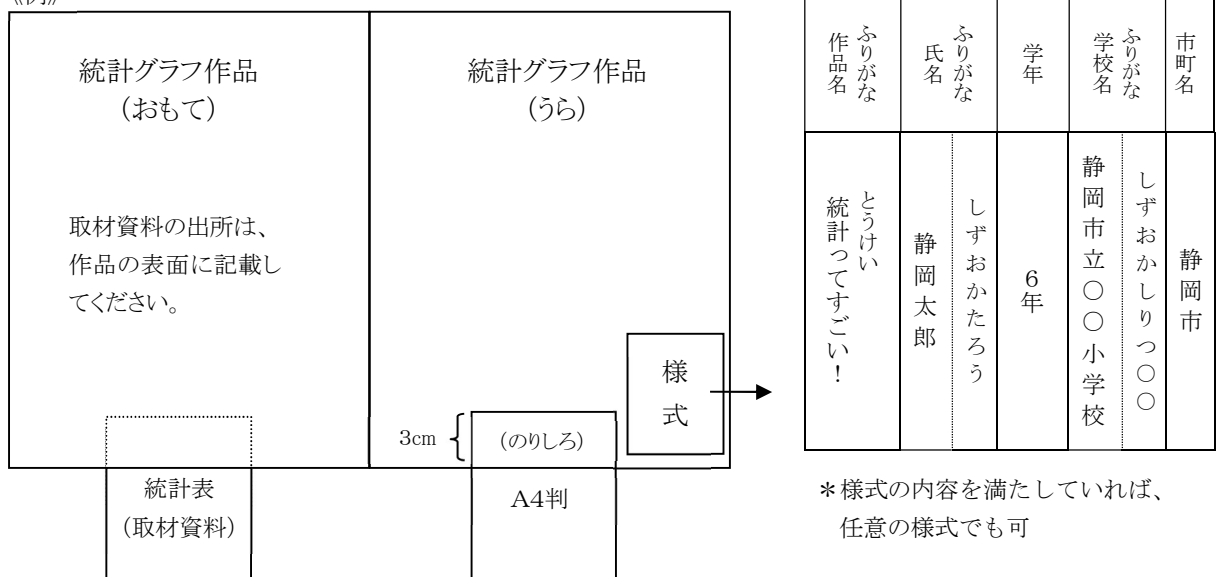 《例》
統計グラフ作品
(おもて)
取材資料の出所は、
作品の表面に記載し
てください。
統計グラフ作品
(うら)
様
式
3cm
(のりしろ)
統計表
(取材資料)
A4判
市町名
ふりがな
学校名
学年
ふりがな
氏名
ふりがな
作品名
静岡市
しずおかしりつ○○
静岡市立○○小学校
6年
しずおかたろう
静岡太郎
とうけい
統計ってすごい!
*様式の内容を満たしていれば、
任意の様式でも可